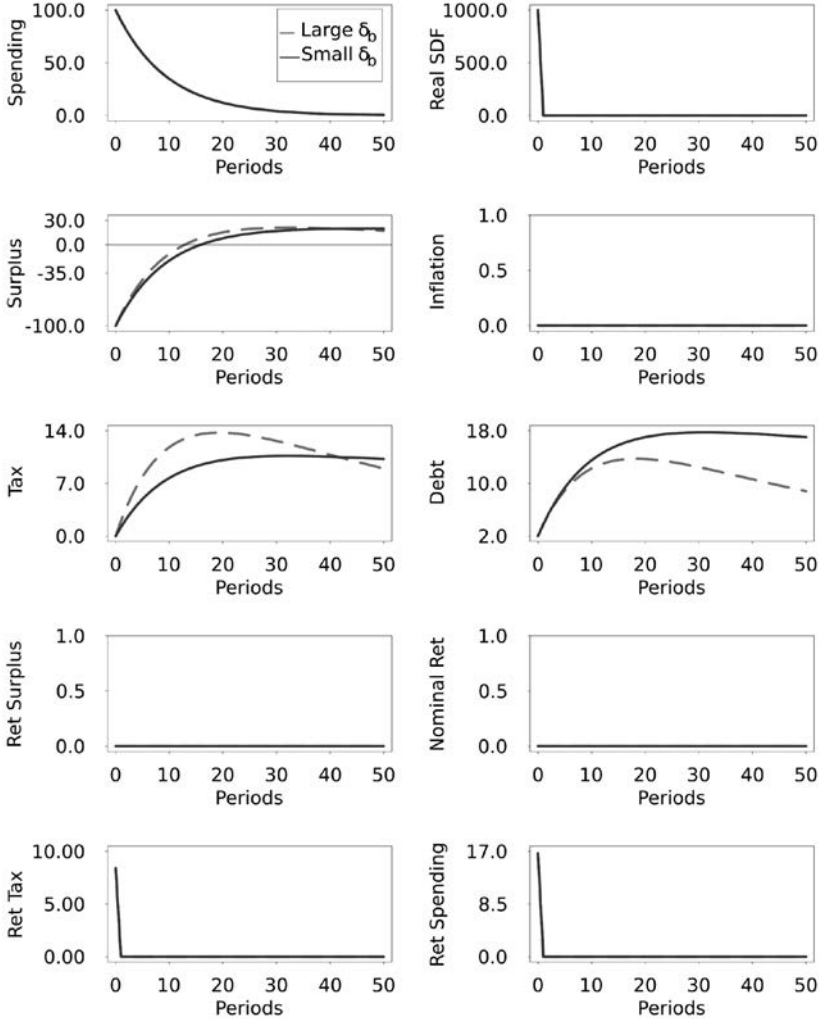 Spending
100.0
50.0
0.0
0 10 20 30 40 50
Periods
Large δb
Small δb
Real SDF
1000.0
500.0
0.0
0 10 20 30 40 50
Periods
Surplus
30.0
0.0
-35.0
-100.0
0 10 20 30 40 50
Periods
Inflation
1.0
0.5
0.0
0 10 20 30 40 50
Periods
Tax
14.0
7.0
0.0
0 10 20 30 40 50
Periods
Debt
18.0
10.0
2.0
0 10 20 30 40 50
Periods
Ret Surplus
1.0
0.5
0.0
0 10 20 30 40 50
Periods
Nominal Ret
1.0
0.5
0.0
0 10 20 30 40 50
Periods
Ret Tax
10.00
5.00
0.00
0 10 20 30 40 50
Periods
Ret Spending
17.0
8.5
0.0
0 10 20 30 40 50
Periods